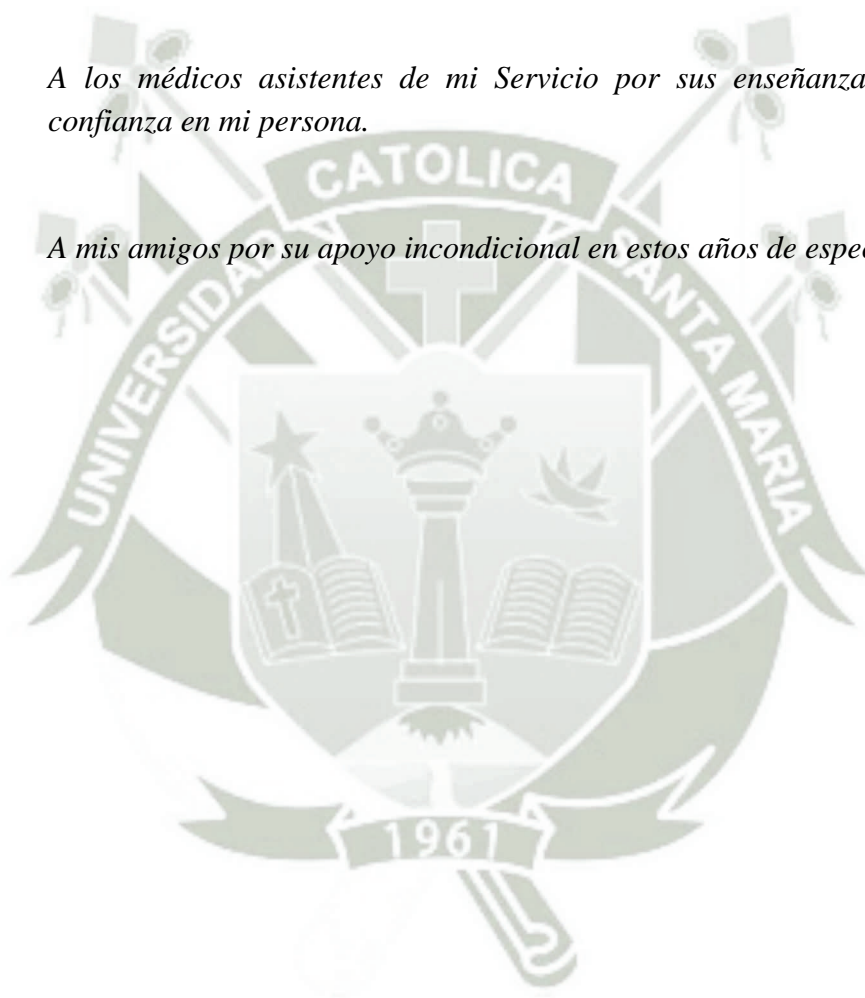 A los médicos asistentes de mi Servicio por sus enseñanza
confianza en mi persona.
A mis amigos por su apoyo incondicional en estos años de espe
UNIVERSIDAD CATOLICA SANTA MARIA
1961